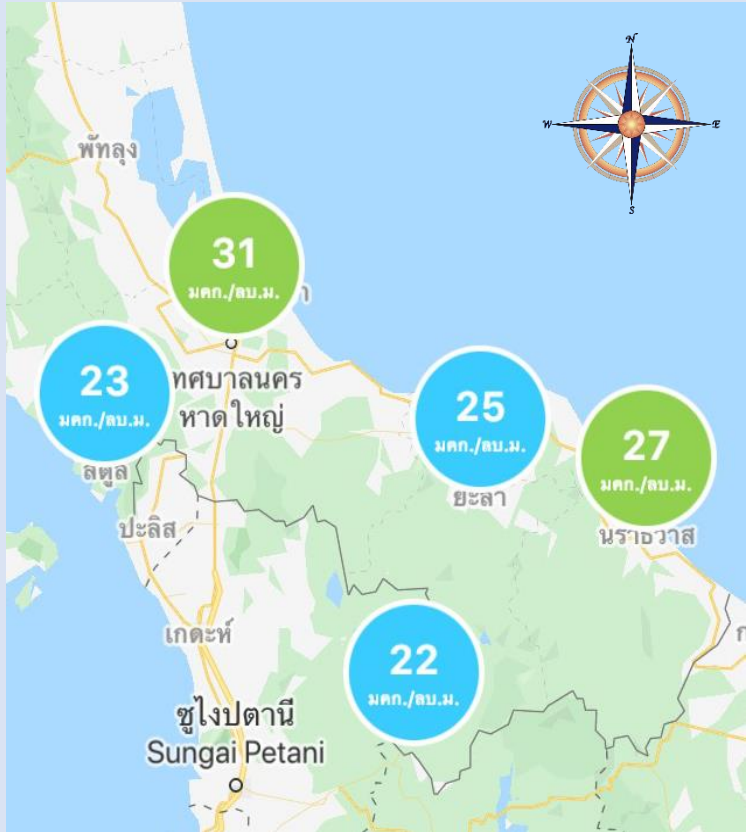 N
W
E
S
พัทลุง
31
มคก./ลบ.ม.
า
23
มคก./ลบ.ม.
ทศบาลนคร
หาดใหญ่
25
มคก./ลบ.ม.
27
มคก./ลบ.ม.
สตูล
ยะลา
ปะลิส
นราธิวาส
เกดะห์
22
มคก./ลบ.ม.
ซูไงปตานี
Sungai Petani